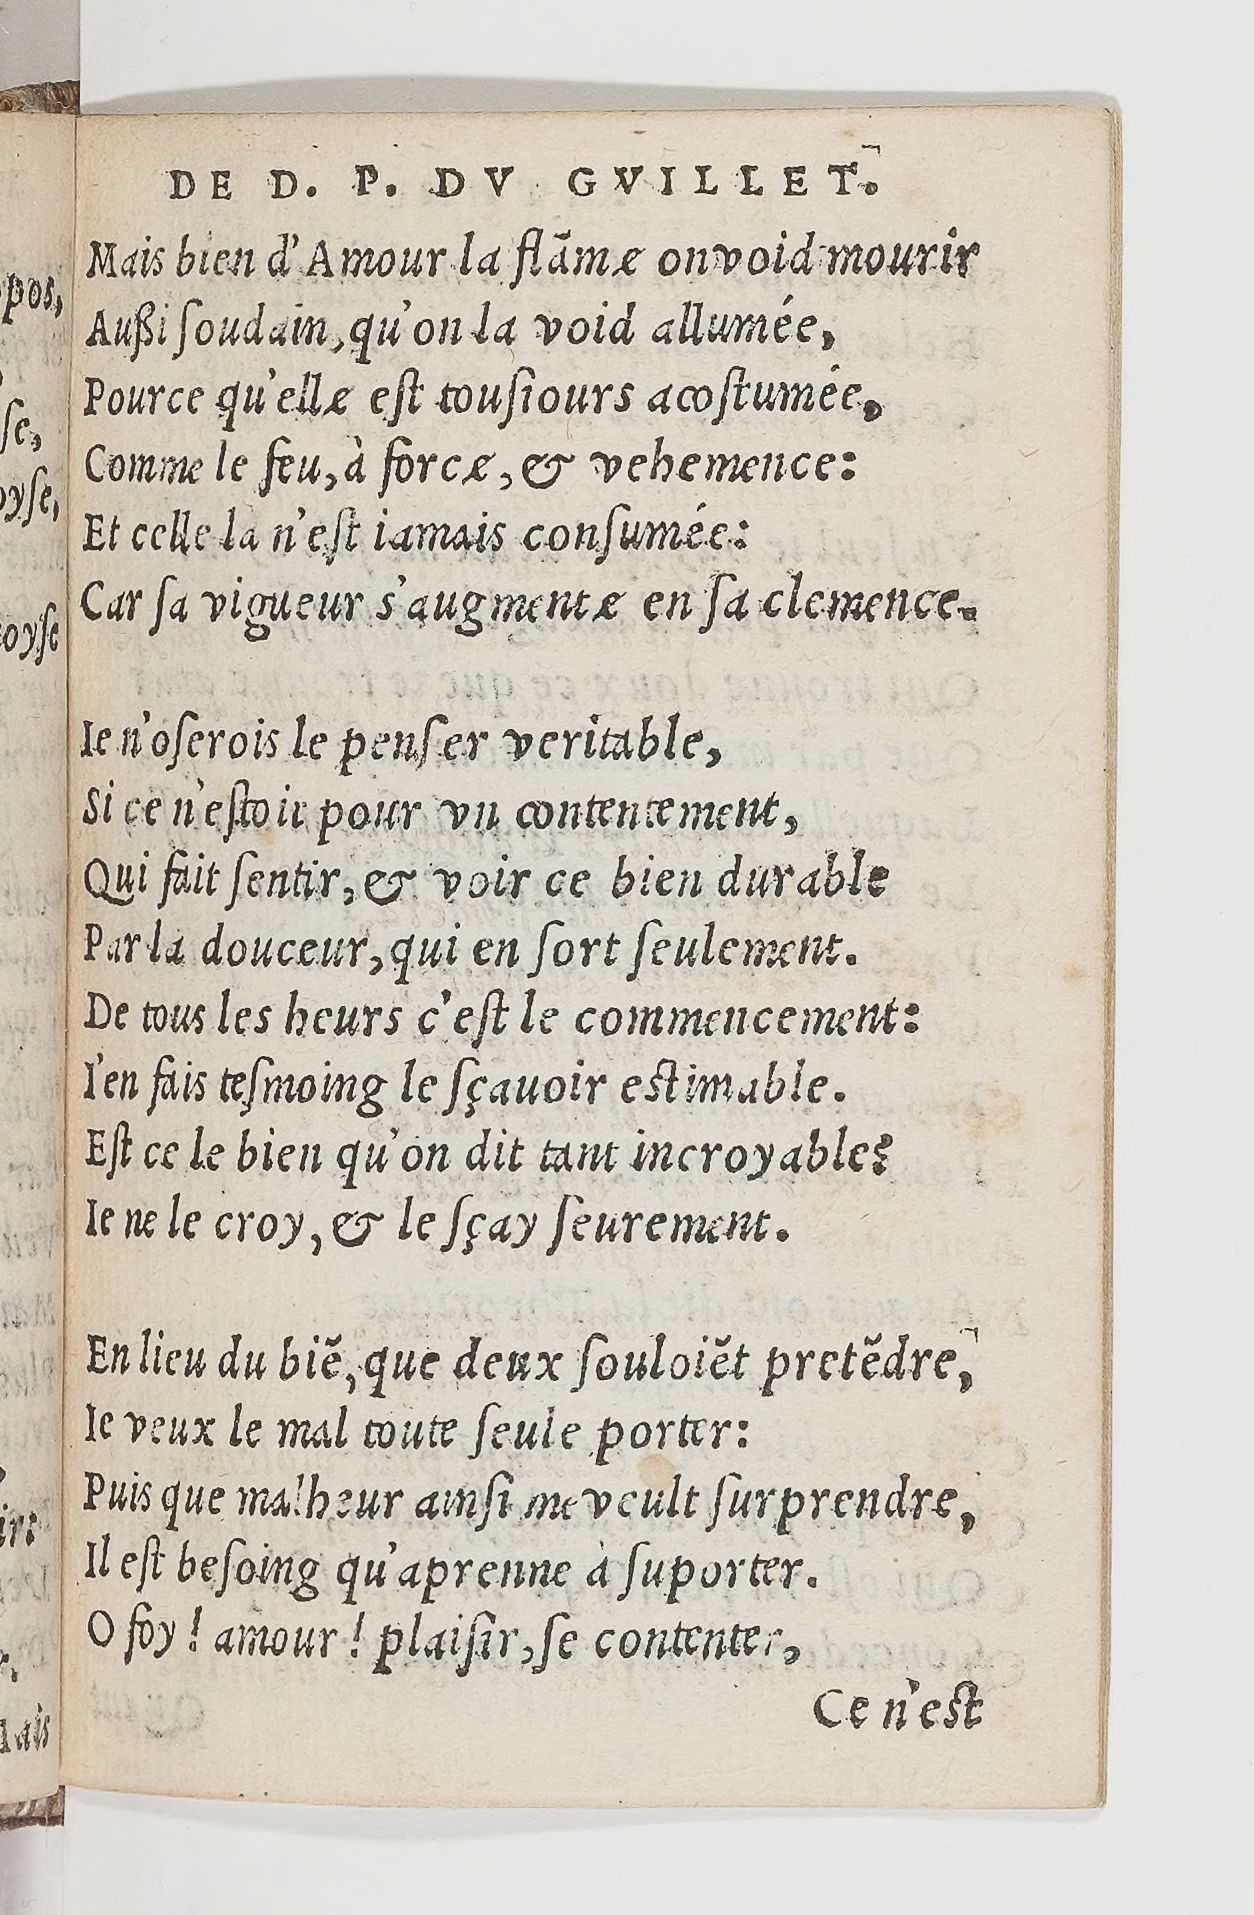 DE D. P. DV GVILLET.
Mais bien d'Amour la flãme on void mourir
Außi ſoudain, qu'on la void allumée,
Pource qu'elle eſt touſiours acoſtumée,
Comme le feu, à force, & vehemence:
Et celle la n'eſt iamais conſumée:
Car ſa vigueur s'augmente en ſa clemence.
Ie n'oſerois le penſer veritable,
Si ce n'eſtoit pour vn contentement,
Qui fait ſentir, & voir ce bien durable
Par la douceur, qui en ſort ſeulement.
De tous les heurs c'eſt le commencement:
I'en fais teſmoing le ſçauoir eſtimable.
Eſt ce le bien qu'on dit tant incroyable?
Ie ne le croy, & le ſçay ſeurement.
En lieu du biẽ, que deux ſouloiẽt pretẽdre,
Ie veux le mal toute ſeule porter:
Puis que malheur ainſi me veult ſurprendre,
Il eſt beſoing qu'aprenne à ſuporter.
O foy! amour! plaiſir, ſe contenter,
Ce n'eſt
pos,
ſe,
oyſe,
oyſe
ir:
r.
Mais